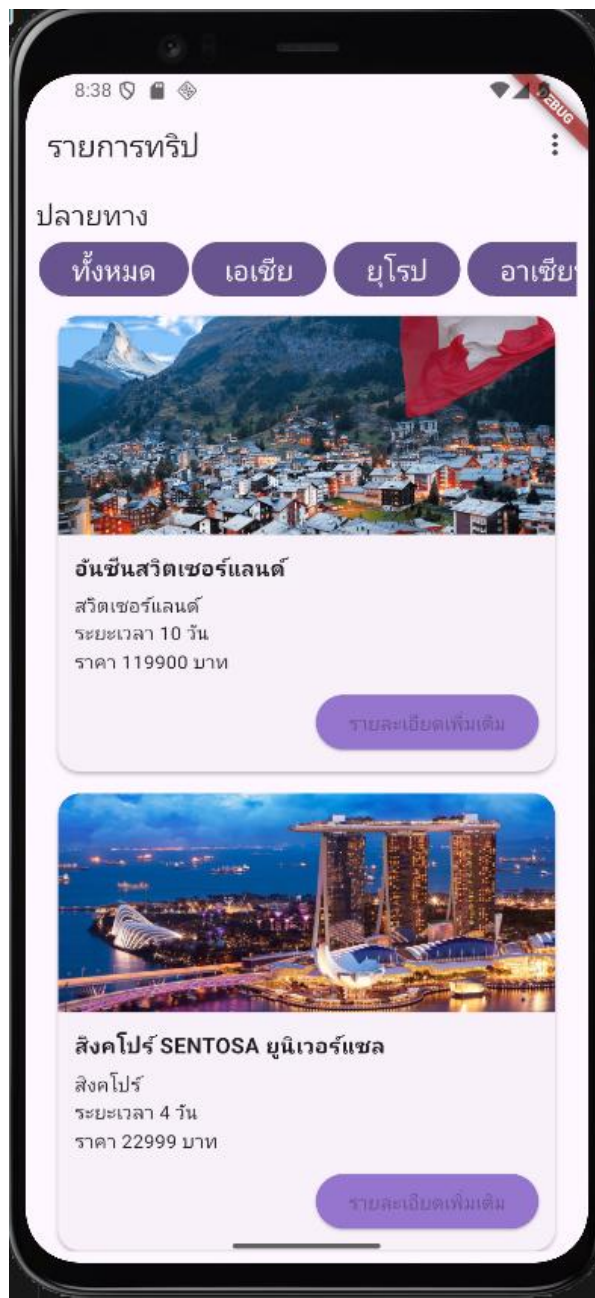 8:38
DEBUG
รายการทริป
ปลายทาง
ทั้งหมด
เอเชีย
ยุโรป
อาเซีย
อันซีนสวิตเซอร์แลนด์
สวิตเซอร์แลนด์
ระยะเวลา 10 วัน
ราคา 119900 บาท
รายละเอียดเพิ่มเติม
สิงคโปร์ SENTOSA ยูนิเวอร์แซล
สิงคโปร์
ระยะเวลา 4 วัน
ราคา 22999 บาท
รายละเอียดเพิ่มเติม